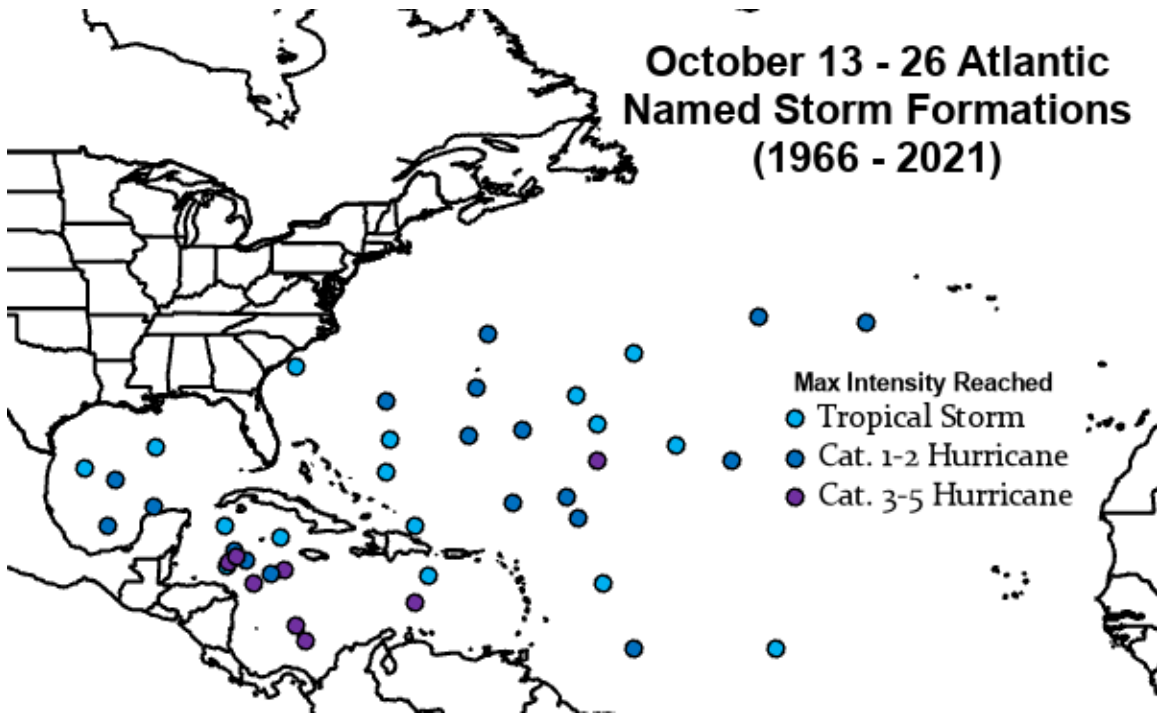 October 13 - 26 Atlantic
Named Storm Formations
(1966 - 2021)
Max Intensity Reached
Tropical Storm
Cat. 1-2 Hurricane
Cat. 3-5 Hurricane